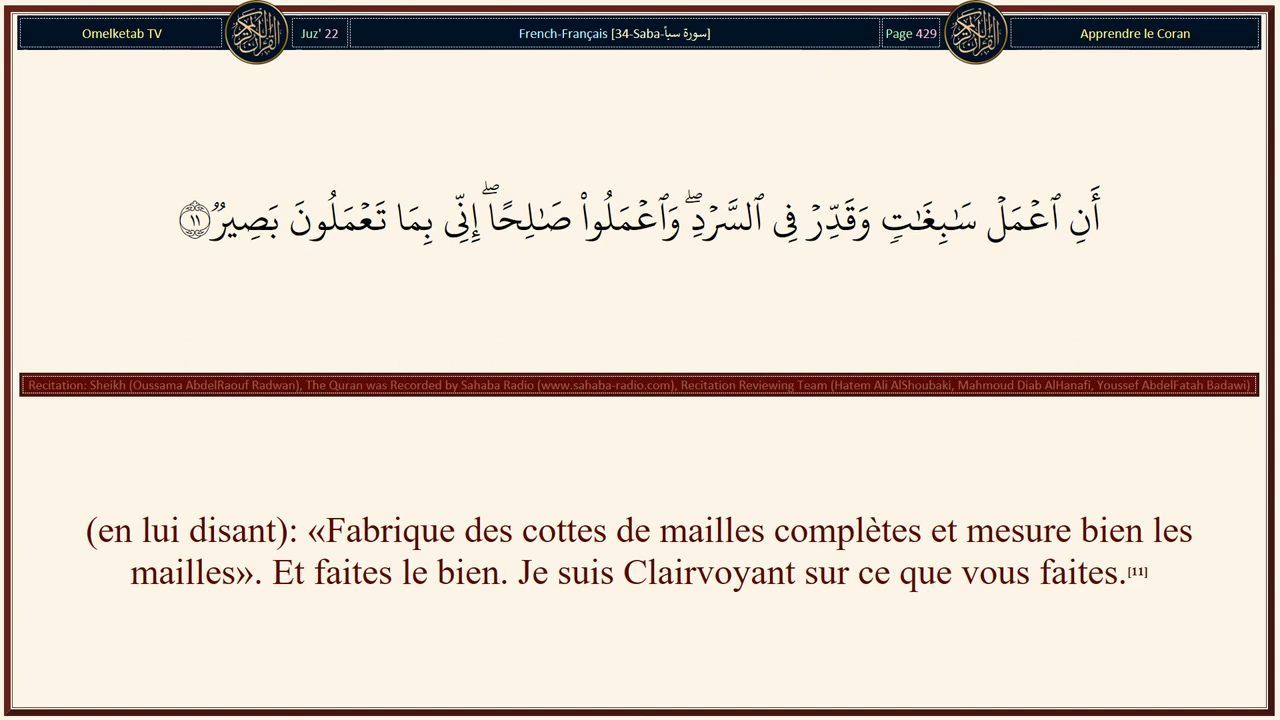 Omelketab TV
Juz' 22
French-Français [34-Saba-سورة سبأ]
Page 429
Apprendre le Coran
أَنِ ٱعۡمَلۡ سَٰبِغَٰتٖ وَقَدِّرۡ فِي ٱلسَّرۡدِۖ وَٱعۡمَلُواْ صَٰلِحًاۖ إِنِّي بِمَا تَعۡمَلُونَ بَصِيرٞ ١١
Recitation: Sheikh (Oussama AbdelRaouf Radwan), The Quran was Recorded by Sahaba Radio (www.sahaba-radio.com), Recitation Reviewing Team (Hatem Ali AlShoubaki, Mahmoud Diab AlHanafi, Youssef AbdelFatah Badawi)
(en lui disant): «Fabrique des cottes de mailles complètes et mesure bien les
mailles». Et faites le bien. Je suis Clairvoyant sur ce que vous faites.[11]